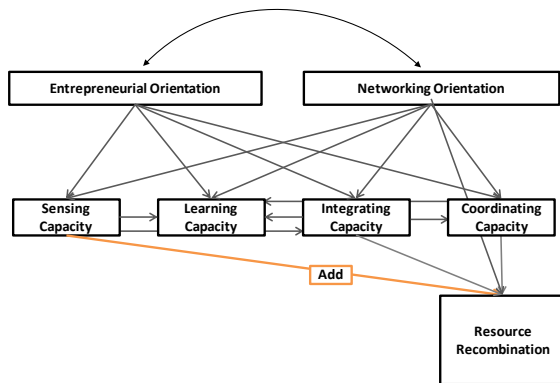 Entrepreneurial Orientation
Networking Orientation
Sensing
Capacity
Learning
Capacity
Integrating
Capacity
Coordinating
Capacity
Add
Resource
Recombination